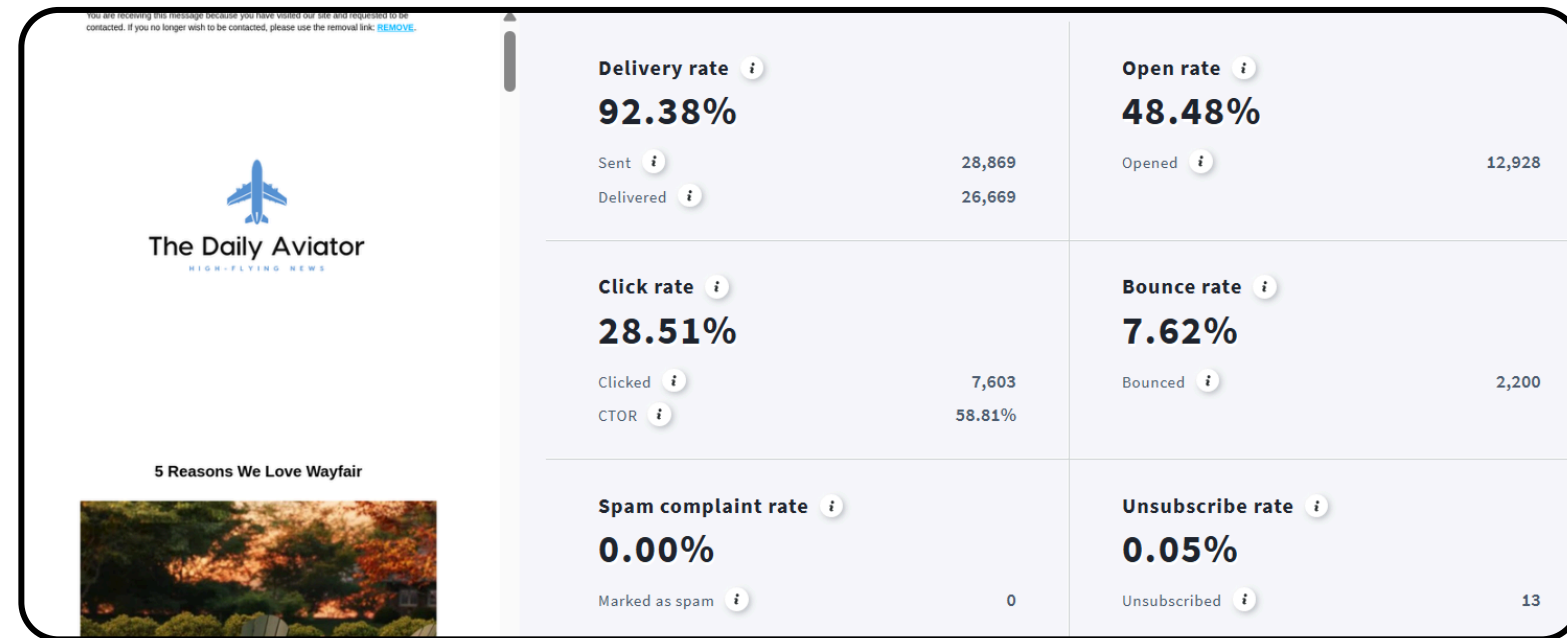 You are receiving this message because you have visited our site and requested to be
contacted. If you no longer wish to be contacted, please use the removal link: REMOVE.
The Daily Aviator
HIGH-FLYING NEWS
5 Reasons We Love Wayfair
Delivery rate i
92.38%
Sent i 28,869
Delivered i 26,669
Open rate i
48.48%
Opened i 12,928
Click rate i
28.51%
Clicked i 7,603
CTOR i 58.81%
Bounce rate i
7.62%
Bounced i 2,200
Spam complaint rate i
0.00%
Marked as spam i 0
Unsubscribe rate i
0.05%
Unsubscribed i 13